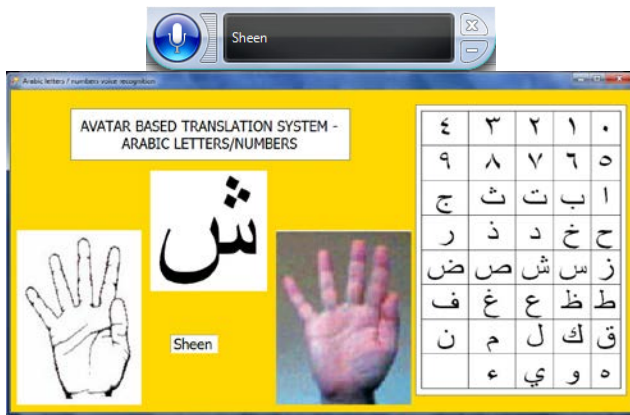 Sheen
Arabic letters / numbers voice recognition
AVATAR BASED TRANSLATION SYSTEM -
ARABIC LETTERS/NUMBERS
ش
Sheen
٠ ١ ٢ ٣ ٤
٥ ٦ ٧ ٨ ٩
ا ب ت ث ج
ح خ د ذ ر
ز س ش ص ض
ط ظ ع غ ف
ق ك ل م ن
ه و ي ء